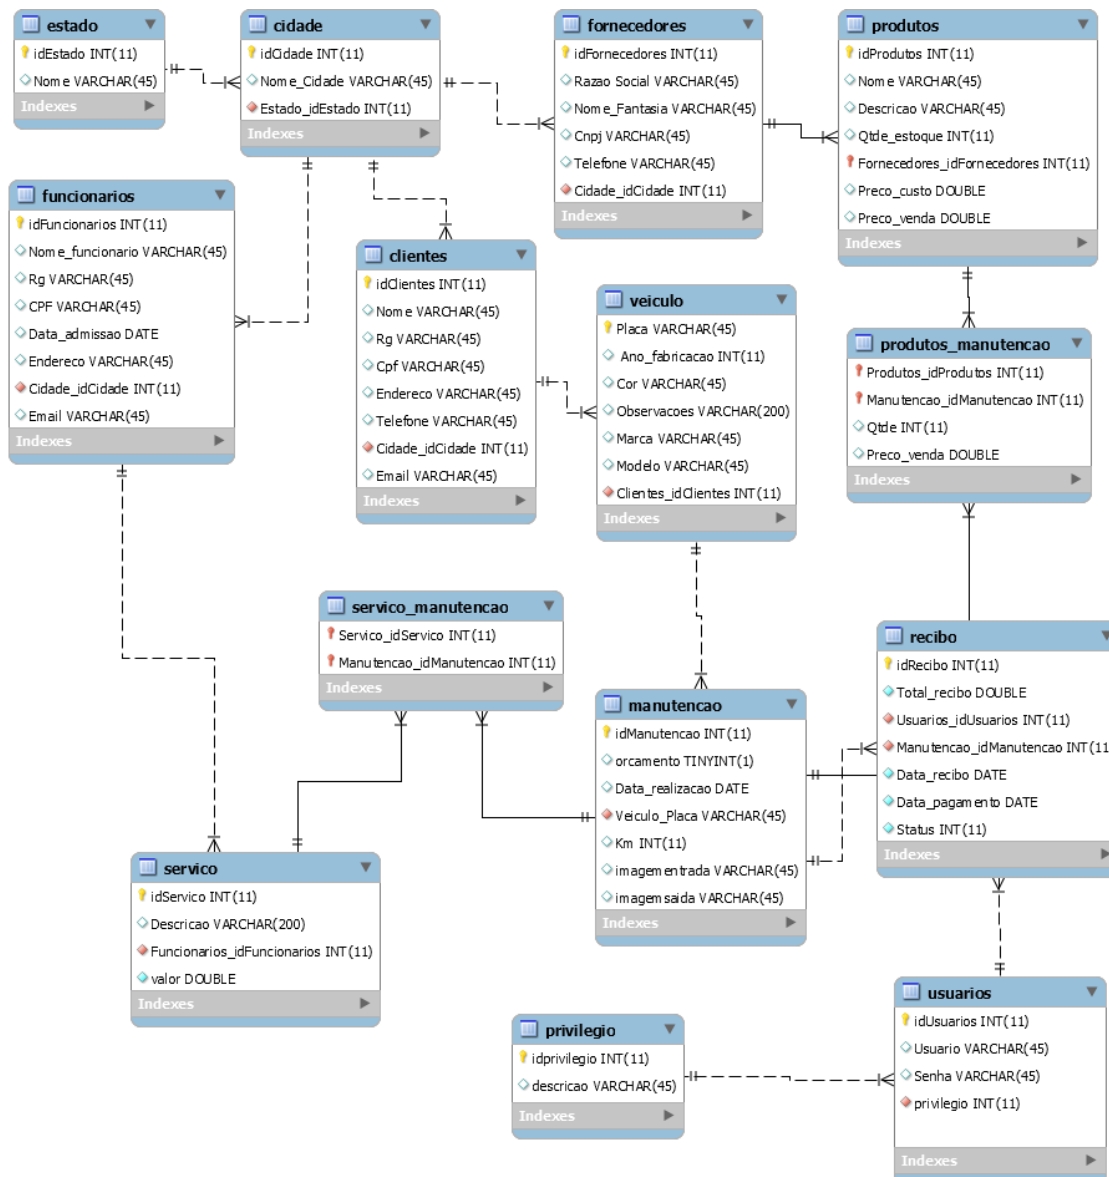 estado
idEstado INT(11)
Nome VARCHAR(45)
Indexes
cidade
idCidade INT(11)
Nome_Cidade VARCHAR(45)
Estado_idEstado INT(11)
Indexes
fornecedores
idFornecedores INT(11)
Razao Social VARCHAR(45)
Nome_Fantasia VARCHAR(45)
Cnpj VARCHAR(45)
Telefone VARCHAR(45)
Cidade_idCidade INT(11)
Indexes
produtos
idProdutos INT(11)
Nome VARCHAR(45)
Descricao VARCHAR(45)
Qtde_estoque INT(11)
Fornecedores_idFornecedores INT(11)
Preco_custo DOUBLE
Preco_venda DOUBLE
Indexes
funcionarios
idFuncionarios INT(11)
Nome_funcionario VARCHAR(45)
Rg VARCHAR(45)
CPF VARCHAR(45)
Data_admissao DATE
Endereco VARCHAR(45)
Cidade_idCidade INT(11)
Email VARCHAR(45)
Indexes
clientes
idClientes INT(11)
Nome VARCHAR(45)
Rg VARCHAR(45)
Cpf VARCHAR(45)
Endereco VARCHAR(45)
Telefone VARCHAR(45)
Cidade_idCidade INT(11)
Email VARCHAR(45)
Indexes
veiculo
Placa VARCHAR(45)
Ano_fabricacao INT(11)
Cor VARCHAR(45)
Observacoes VARCHAR(200)
Marca VARCHAR(45)
Modelo VARCHAR(45)
Clientes_idClientes INT(11)
Indexes
produtos_manutencao
Produtos_idProdutos INT(11)
Manutencao_idManutencao INT(11)
Qtde INT(11)
Preco_venda DOUBLE
Indexes
servico_manutencao
Servico_idServico INT(11)
Manutencao_idManutencao INT(11)
Indexes
manutencao
idManutencao INT(11)
orcamento TINYINT(1)
Data_realizacao DATE
Veiculo_Placa VARCHAR(45)
Km INT(11)
imagementrada VARCHAR(45)
imagemsaida VARCHAR(45)
Indexes
recibo
idRecibo INT(11)
Total_recibo DOUBLE
Usuarios_idUsuarios INT(11)
Manutencao_idManutencao INT(11
Data_recibo DATE
Data_pagamento DATE
Status INT(11)
Indexes
servico
idServico INT(11)
Descricao VARCHAR(200)
Funcionarios_idFuncionarios INT(11)
valor DOUBLE
Indexes
privilegio
idprivilegio INT(11)
descricao VARCHAR(45)
Indexes
usuarios
idUsuarios INT(11)
Usuario VARCHAR(45)
Senha VARCHAR(45)
privilegio INT(11)
Indexes